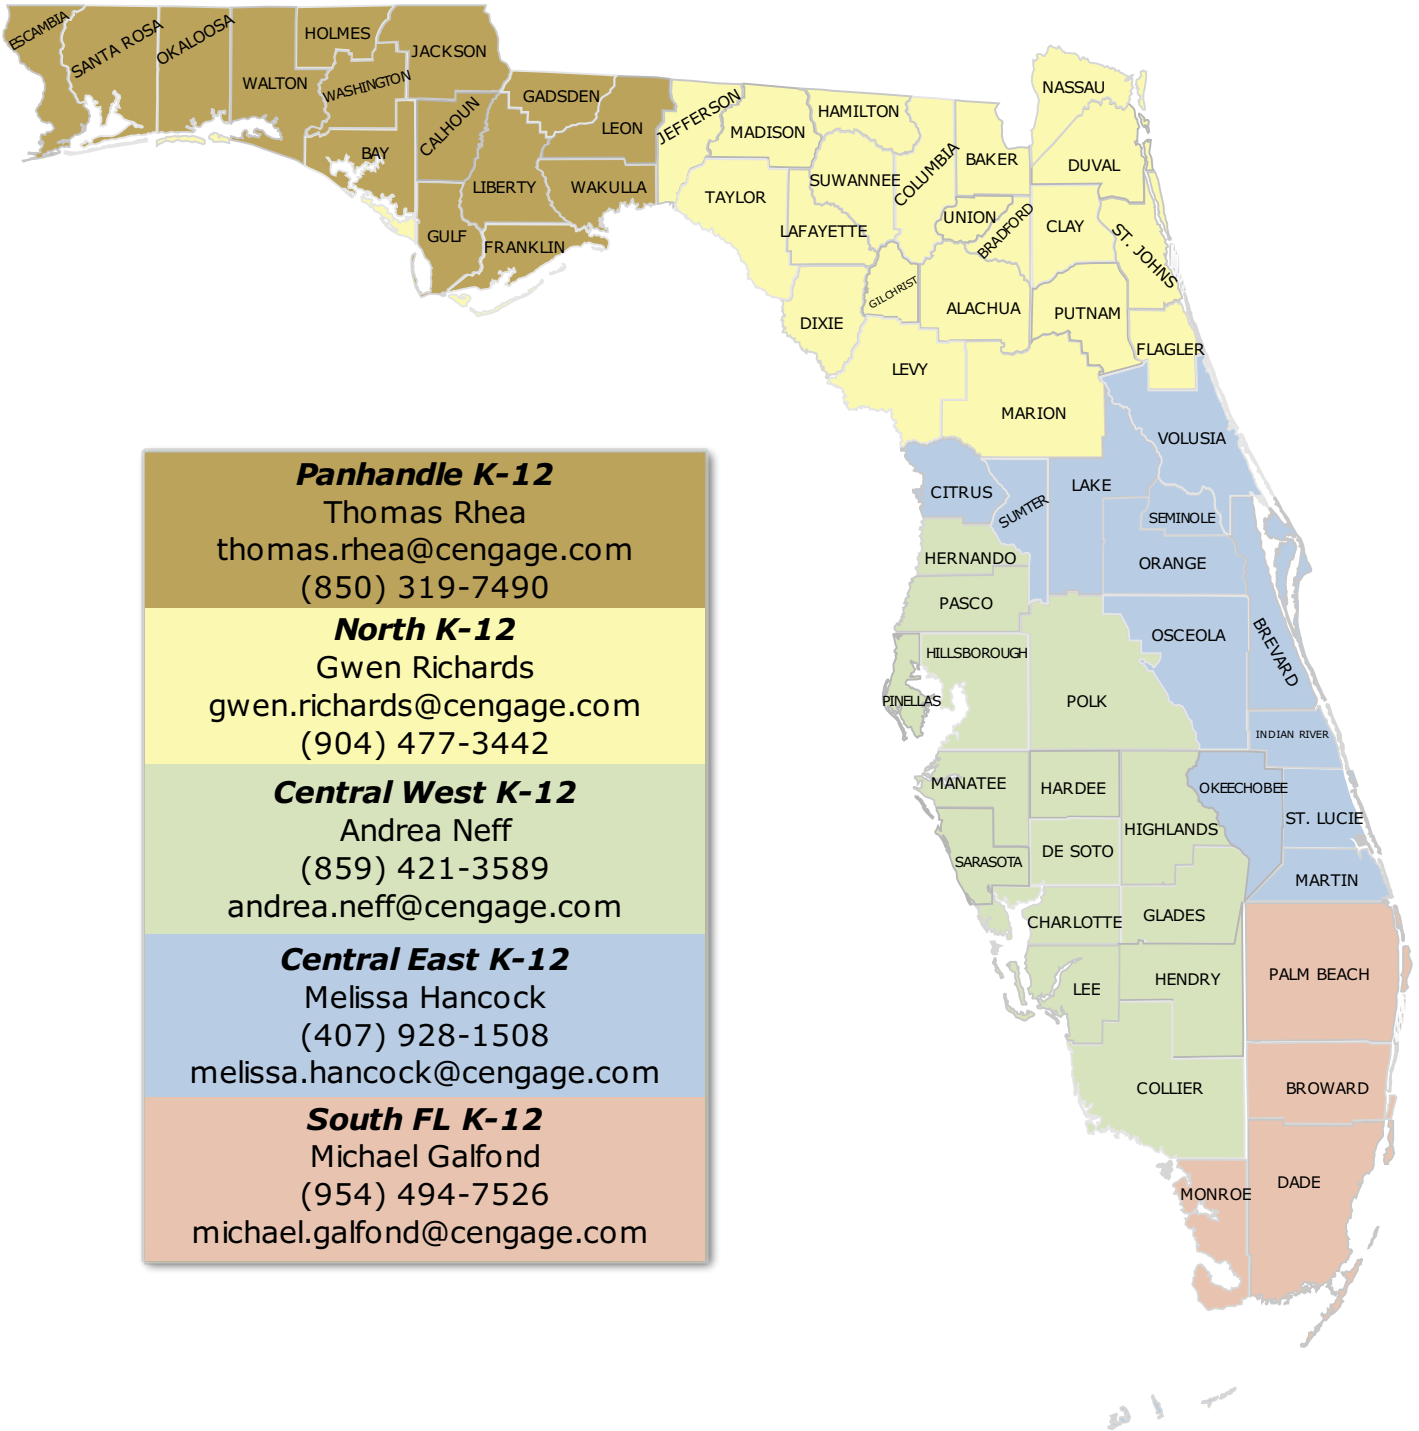 ESCAMBIA
SANTA ROSA
OKALOOSA
HOLMES
JACKSON
WALTON
WASHINGTON
GADSDEN
CALHOUN
LEON
BAY
LIBERTY
WAKULLA
GULF
FRANKLIN
JEFFERSON
MADISON
HAMILTON
NASSAU
COLUMBIA
BAKER
DUVAL
SUWANNEE
TAYLOR
UNION
BRADFORD
CLAY
LAFAYETTE
ST. JOHNS
GILCHRIST
ALACHUA
PUTNAM
DIXIE
FLAGLER
LEVY
MARION
VOLUSIA
CITRUS
SUMTER
LAKE
SEMINOLE
HERNANDO
ORANGE
PASCO
OSCEOLA
BREVARD
HILLSBOROUGH
PINELLAS
POLK
INDIAN RIVER
MANATEE
HARDEE
OKEECHOBEE
HIGHLANDS
ST. LUCIE
SARASOTA
DE SOTO
MARTIN
CHARLOTTE
GLADES
PALM BEACH
LEE
HENDRY
COLLIER
BROWARD
MONROE
DADE
Panhandle K-12
Thomas Rhea
thomas.rhea@cengage.com
(850) 319-7490
North K-12
Gwen Richards
gwen.richards@cengage.com
(904) 477-3442
Central West K-12
Andrea Neff
(859) 421-3589
andrea.neff@cengage.com
Central East K-12
Melissa Hancock
(407) 928-1508
melissa.hancock@cengage.com
South FL K-12
Michael Galfond
(954) 494-7526
michael.galfond@cengage.com